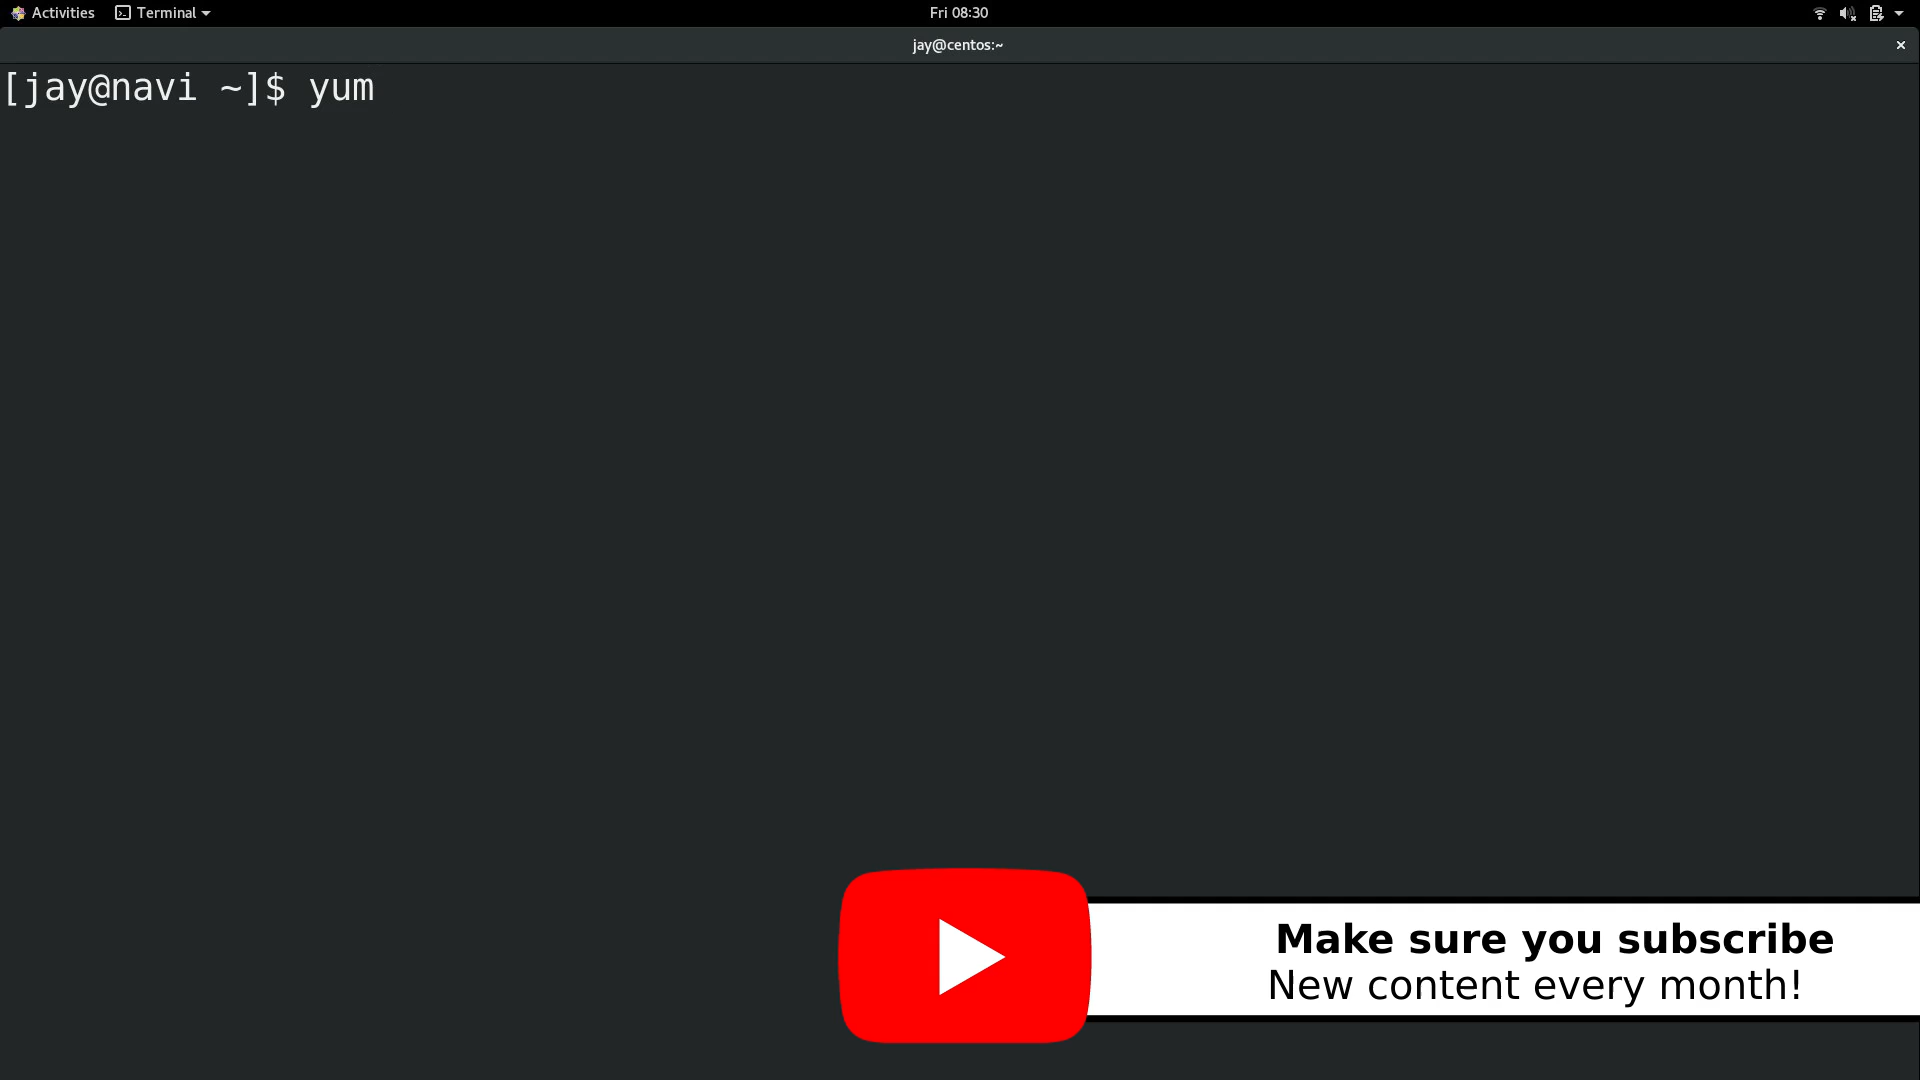 Activities Terminal Fri 08:30
jay@centos:~
[jay@navi ~]$ yum
Make sure you subscribe
New content every month!